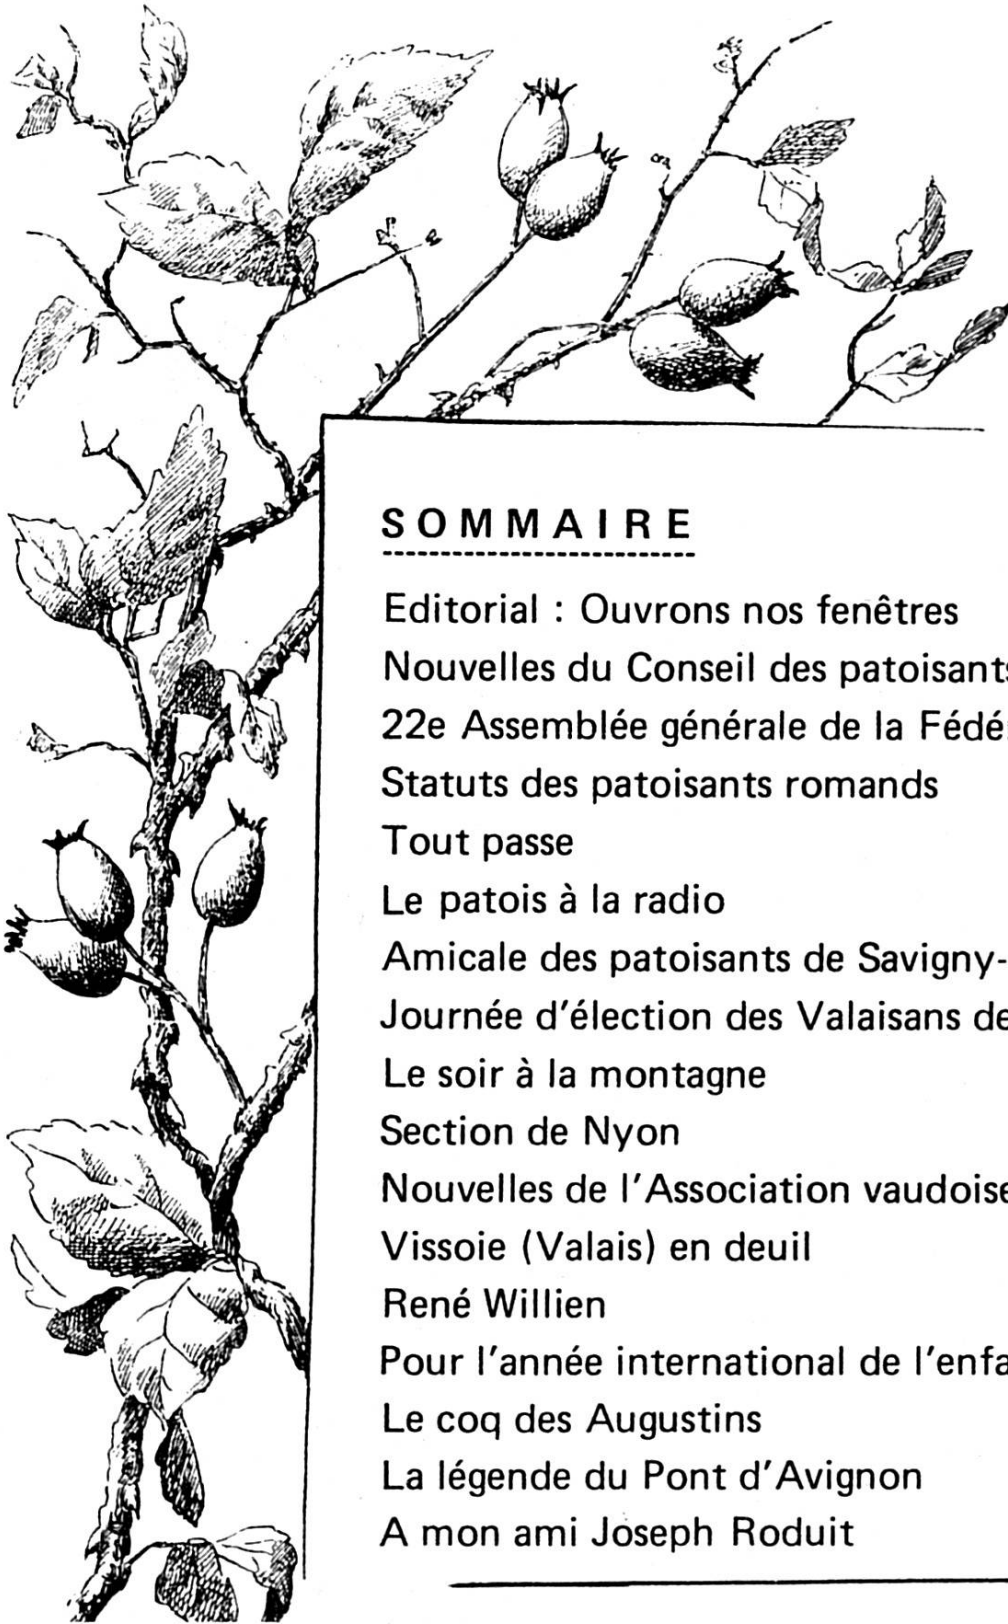 SOMMAIRE
Editorial : Ouvrons nos fenêtres
Nouvelles du Conseil des patoisants
22e Assemblée générale de la
Statuts des patoisants romands
Tout passe
Le patois à la radio
Amicale des patoisants de Savigny-
Journée d'élection des Valaisans de
Le soir à la montagne
Section de Nyon
Nouvelles de l'Association vaudoise
Vissoie (Valais) en deuil
René Willien
Pour l'année international de
Le coq des Augustins
La légende du Pont d'Avignon
A mon ami Joseph Roduit